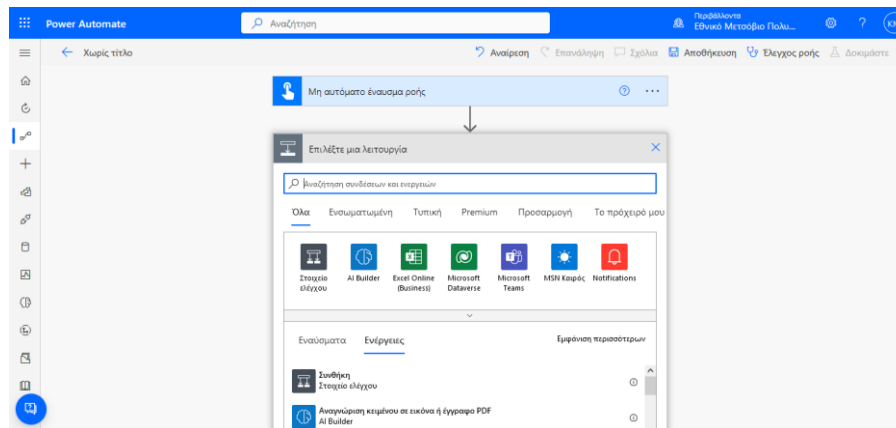 Power Automate
Αναζήτηση
Περιβάλλοντα
Εθνικό Μετσόβιο Πολυ...
Χωρίς τίτλο
Αναίρεση
Επανάληψη
Σχόλια
Αποθήκευση
Έλεγχος ροής
Δοκιμάστε
Μη αυτόματο έναυσμα ροής
Επιλέξτε μια λειτουργία
Αναζήτηση συνδέσεων και ενεργειών
Όλα
Ενσωματωμένη
Τυπική
Premium
Προσαρμογή
Το πρόχειρό μου
Στοιχείο ελέγχου
AI Builder
Excel Online (Business)
Microsoft Dataverse
Microsoft Teams
MSN Καιρός
Notifications
Εναύσματα
Ενέργειες
Εμφάνιση περισσότερων
Συνθήκη
Στοιχείο ελέγχου
Αναγνώριση κειμένου σε εικόνα ή έγγραφο PDF
AI Builder